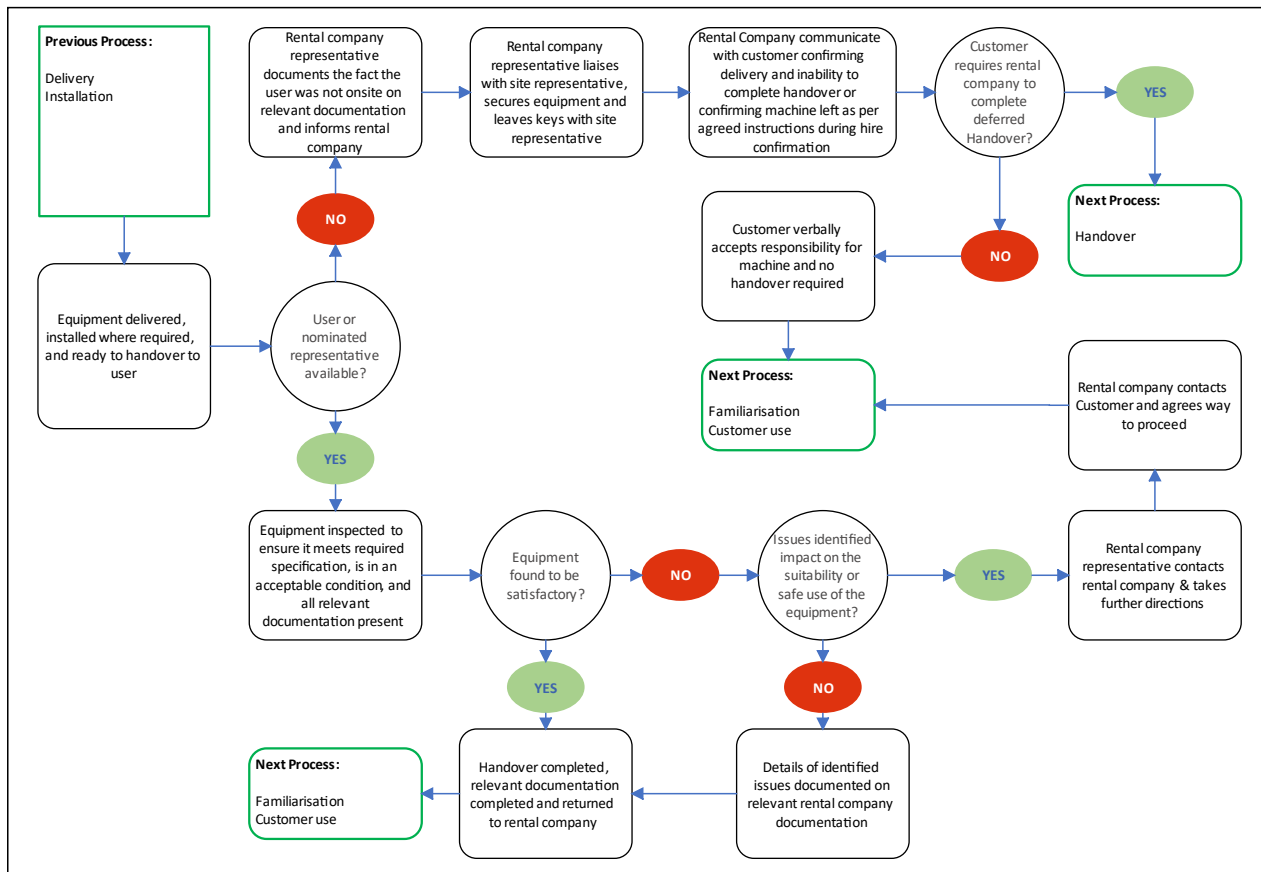 Previous Process:
Delivery
Installation
Rental company
representative
documents the fact the
user was not onsite on
relevant documentation
and informs rental
company
Rental company
representative liaises
with site representative,
secures equipment and
leaves keys with site
representative
Rental Company communicate
with customer confirming
delivery and inability to
complete handover or
confirming machine left as per
agreed instructions during hire
confirmation
Customer
requires rental
company to
complete
deferred
Handover?
YES
Next Process:
Handover
NO
Customer verbally
accepts responsibility for
machine and no
handover required
Next Process:
Familiarisation
Customer use
NO
Equipment delivered,
installed where required,
and ready to handover to
user
User or
nominated
representative
available?
YES
Equipment inspected to
ensure it meets required
specification, is in an
acceptable condition, and
all relevant
documentation present
Equipment
found to be
satisfactory?
NO
Issues identified
impact on the
suitability or
safe use of the
equipment?
YES
Rental company
representative contacts
rental company & takes
further directions
Rental company contacts
Customer and agrees way
to proceed
YES
NO
Details of identified
issues documented on
relevant rental company
documentation
Handover completed,
relevant documentation
completed and returned
to rental company
Next Process:
Familiarisation
Customer use